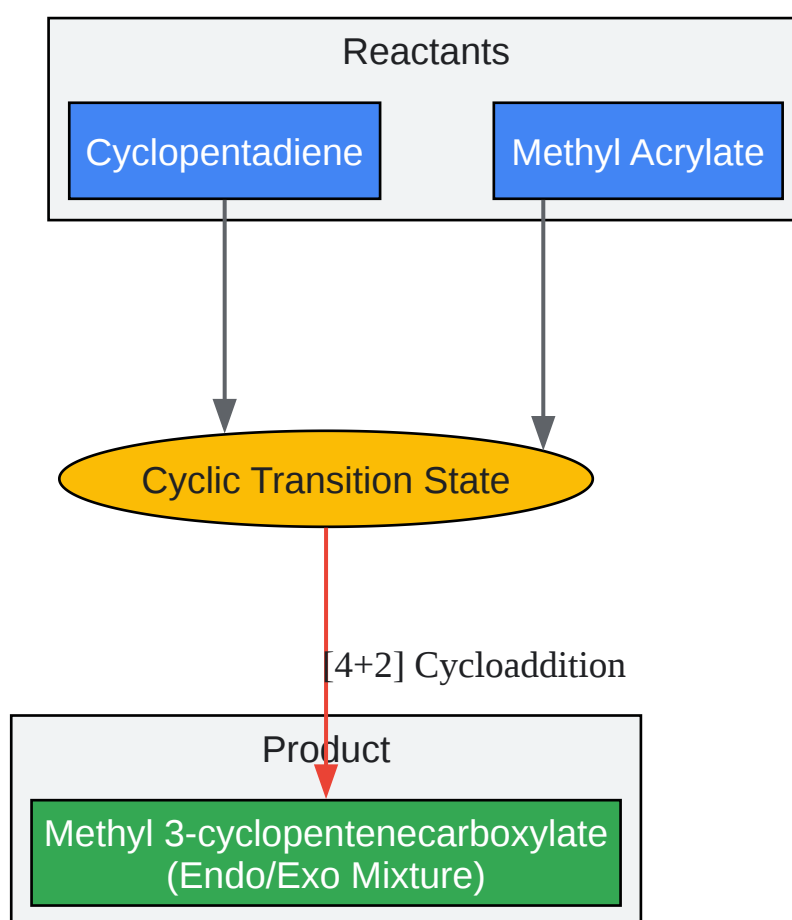 Reactants
Cyclopentadiene
Methyl Acrylate
Cyclic Transition State
[4+2] Cycloaddition
Product
Methyl 3-cyclopentenecarboxylate
(Endo/Exo Mixture)